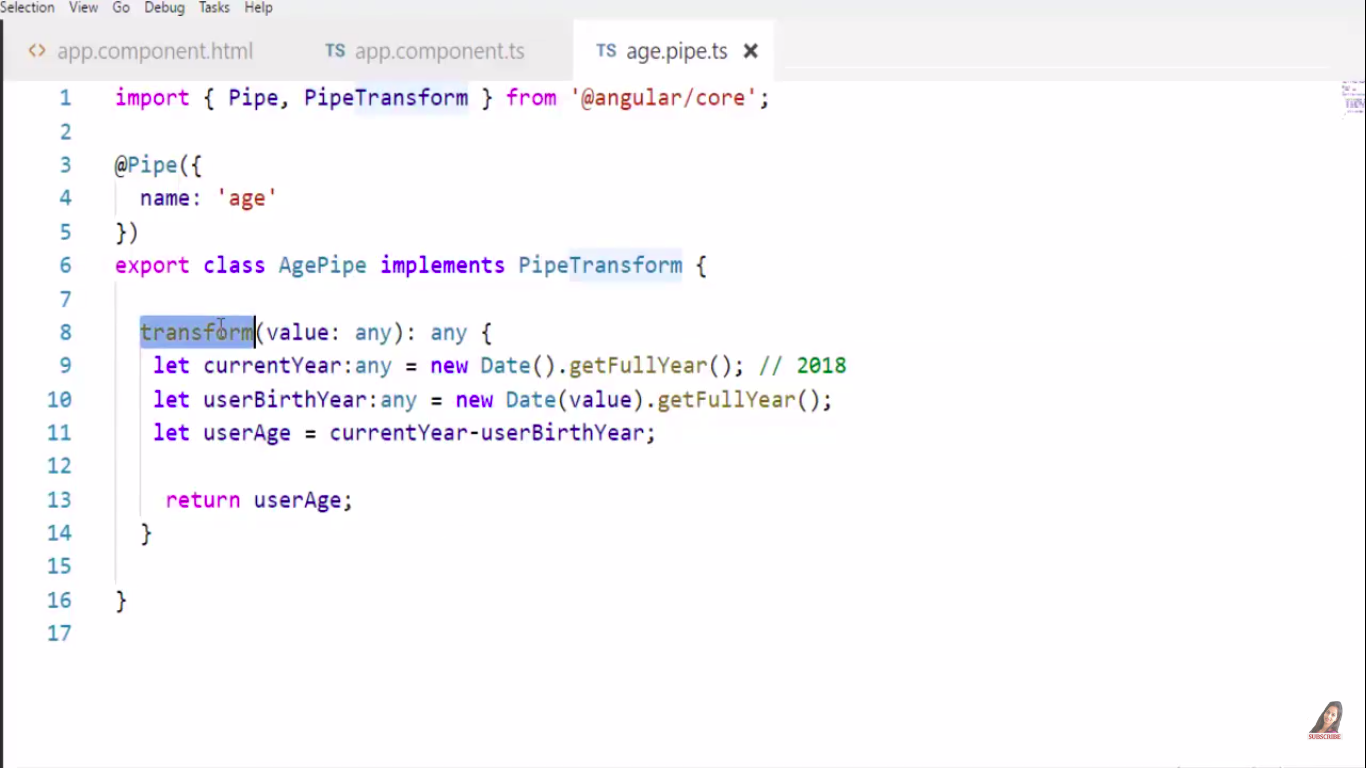 Selection View Go Debug Tasks Help
<> app.component.html TS app.component.ts TS age.pipe.ts ×
1 import { Pipe, PipeTransform } from '@angular/core';
2
3 @Pipe({
4 name: 'age'
5 })
6 export class AgePipe implements PipeTransform {
7
8 transform(value: any): any {
9 let currentYear:any = new Date().getFullYear(); // 2018
10 let userBirthYear:any = new Date(value).getFullYear();
11 let userAge = currentYear-userBirthYear;
12
13 return userAge;
14 }
15
16 }
17
SUBSCRIBE